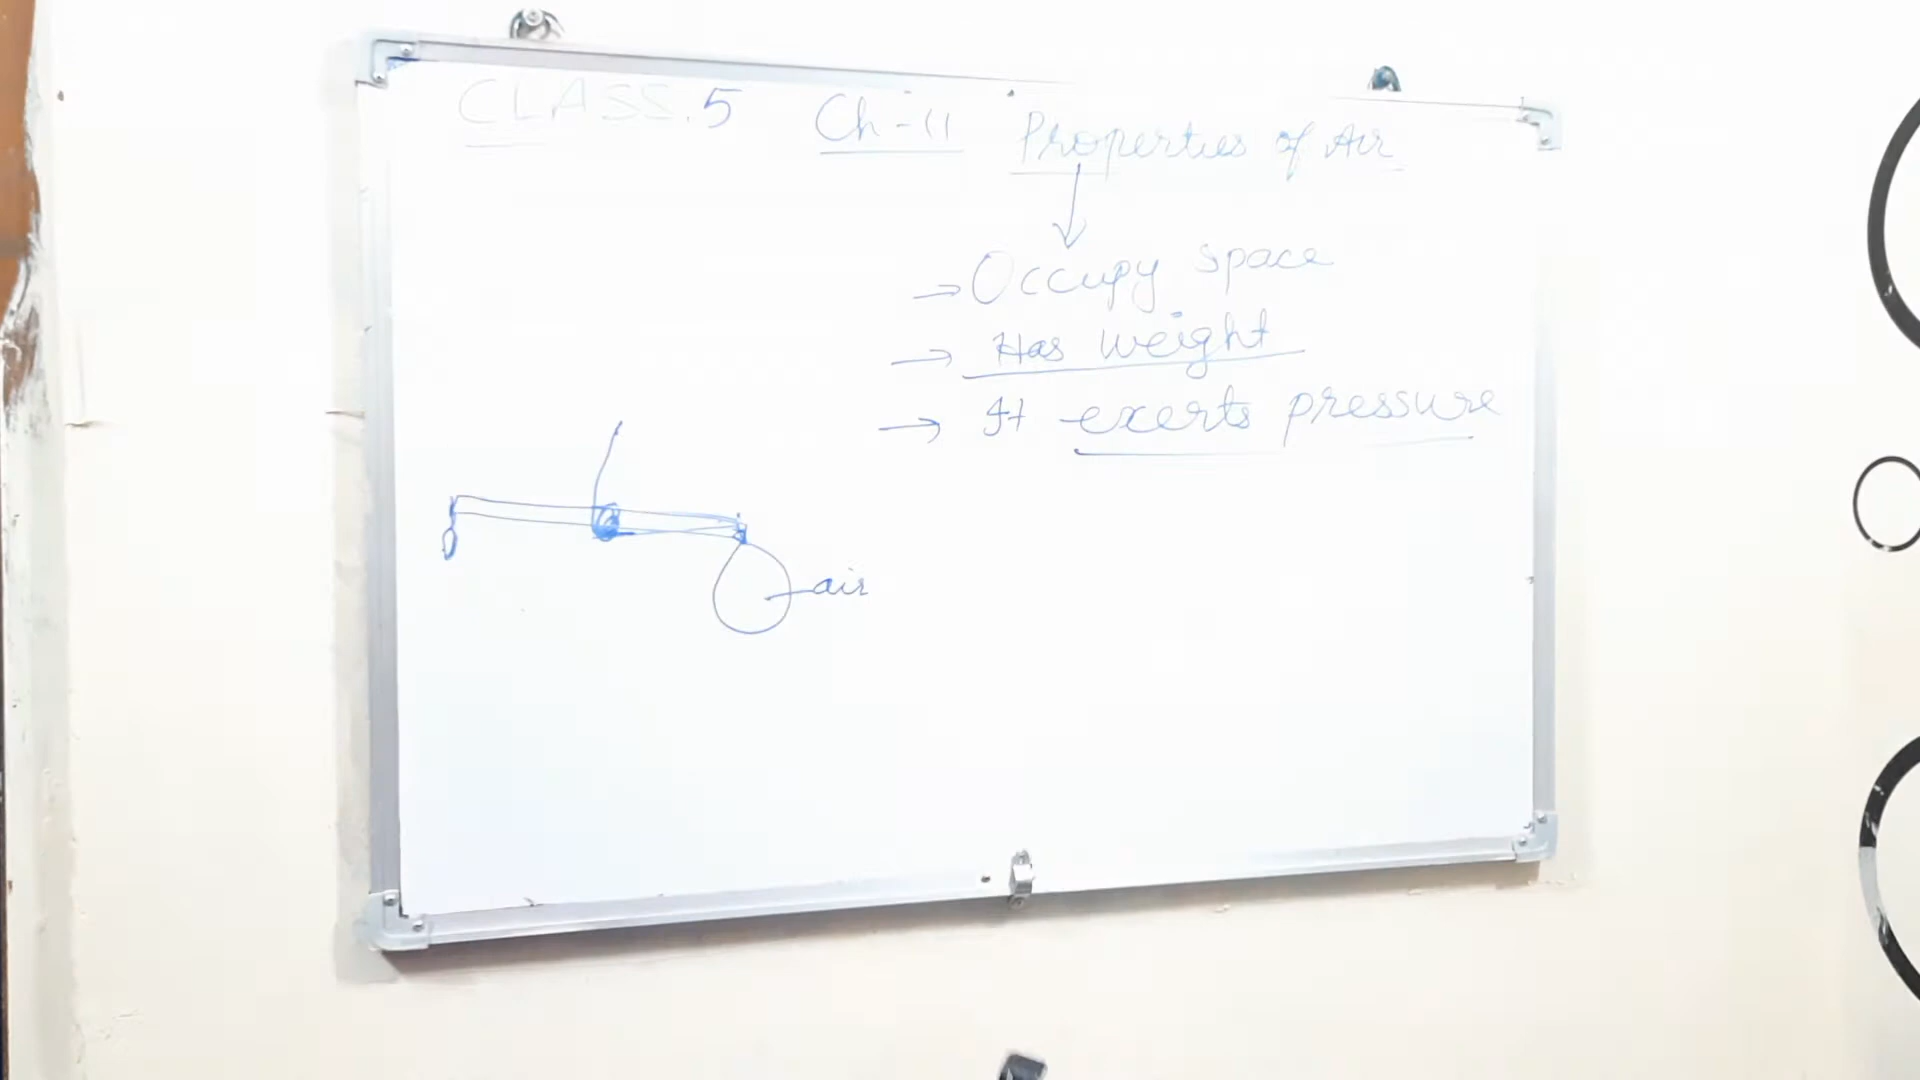 CLASS.5 Ch-11 Properties of Air
→ Occupy space
→ Has weight
→ It exerts pressure
air